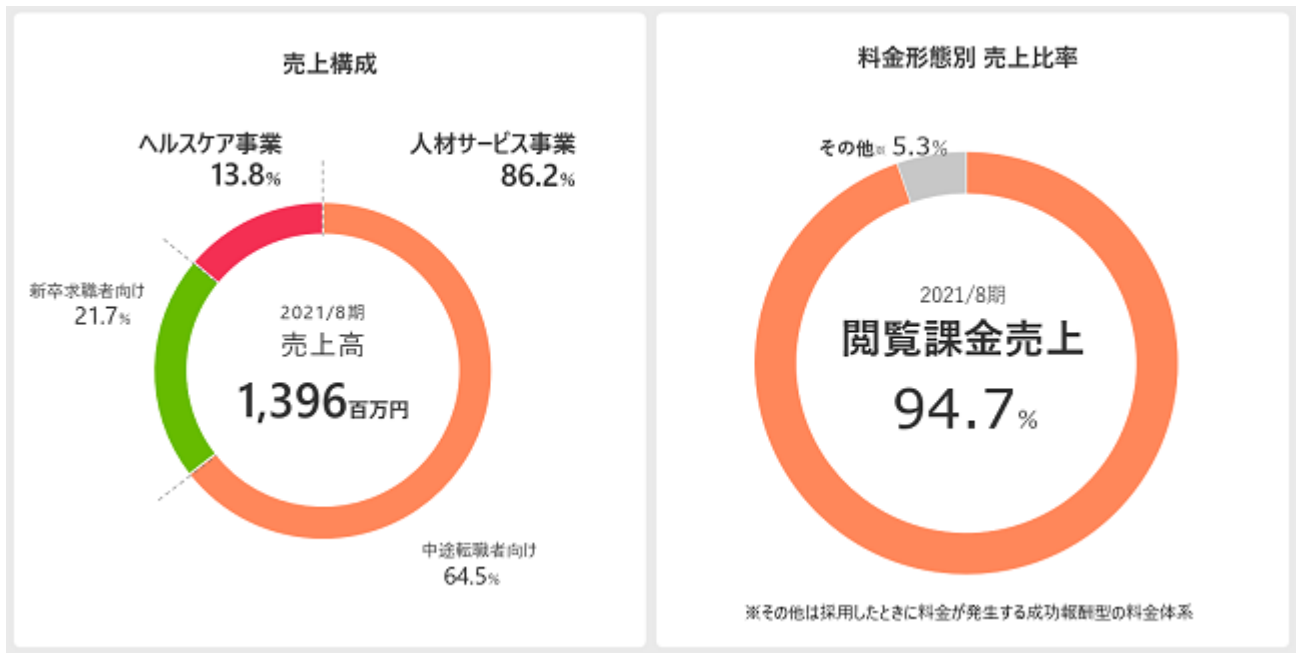 売上構成
ヘルスケア事業
13.8%
人材サービス事業
86.2%
新卒求職者向け
21.7%
2021/8期
売上高
1,396百万円
中途転職者向け
64.5%
料金形態別 売上比率
その他※ 5.3%
2021/8期
閲覧課金売上
94.7%
※その他は採用したときに料金が発生する成功報酬型の料金体系